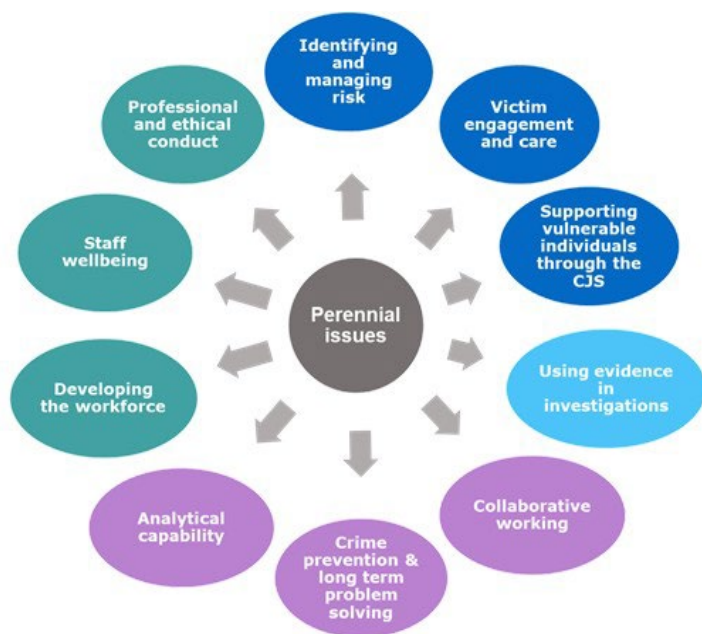 Identifying
and
managing
risk
Victim
engagement
and care
Supporting
vulnerable
individuals
through the
CJS
Using evidence
in
investigations
Collaborative
working
Crime
prevention &
long term
problem
solving
Analytical
capability
Developing
the workforce
Staff
wellbeing
Professional
and ethical
conduct
Perennial
issues